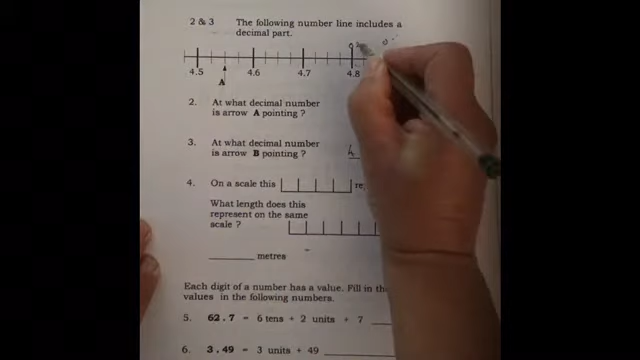 2 & 3 The following number line includes a
decimal part.
4.5 4.6 4.7 4.8
A
2. At what decimal number
is arrow A pointing ?
3. At what decimal number
is arrow B pointing ?
4. On a scale this
What length does this
represent on the same
scale ?
metres
Each digit of a number has a value. Fill in the
values in the following numbers.
5. 62 . 7 = 6 tens + 2 units + 7
6. 3 . 49 = 3 units + 49